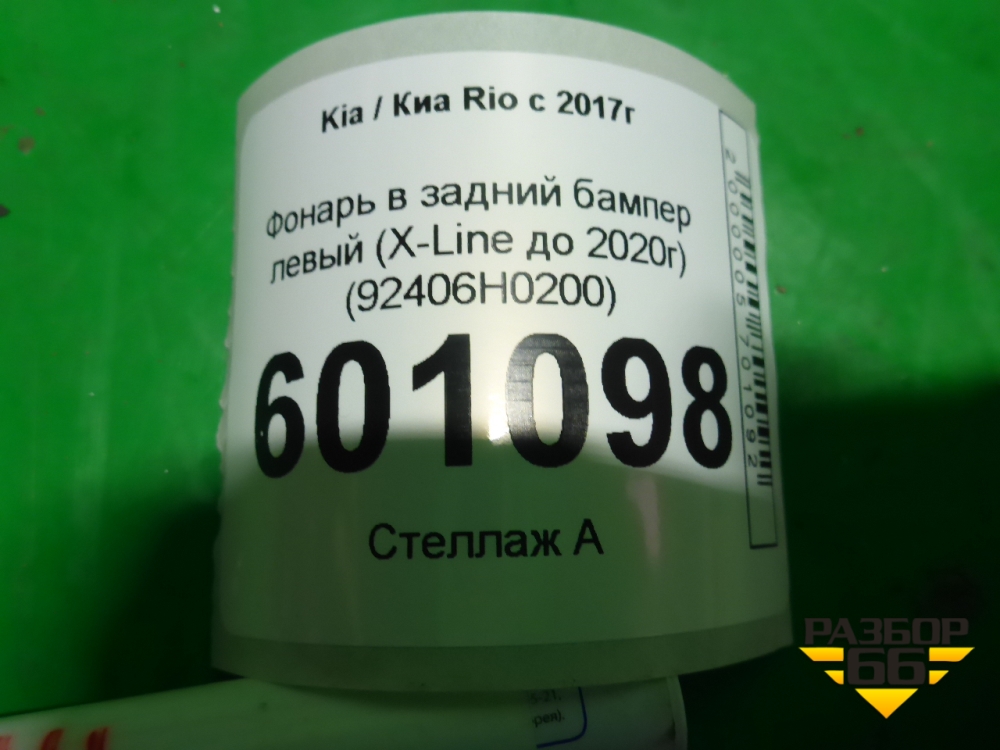 Kia / Киа Rio с 2017г
Фонарь в задний бампер
левый (X-Line до 2020г)
(92406H0200)
601098
Стеллаж А
2000005701092
РАЗБОР
66